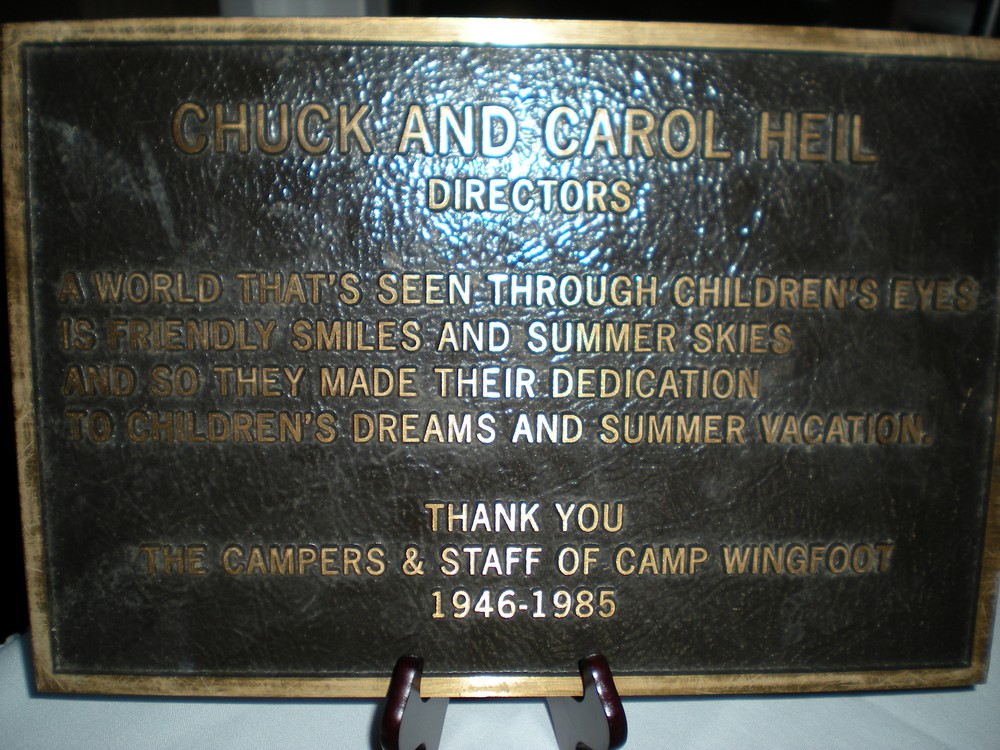 CHUCK AND CAROL HEIL
DIRECTORS
A WORLD THAT'S SEEN THROUGH CHILDREN'S EYES
IS FRIENDLY SMILES AND SUMMER SKIES
AND SO THEY MADE THEIR DEDICATION
TO CHILDREN'S DREAMS AND SUMMER VACATION.
THANK YOU
THE CAMPERS & STAFF OF CAMP WINGFOOT
1946-1985